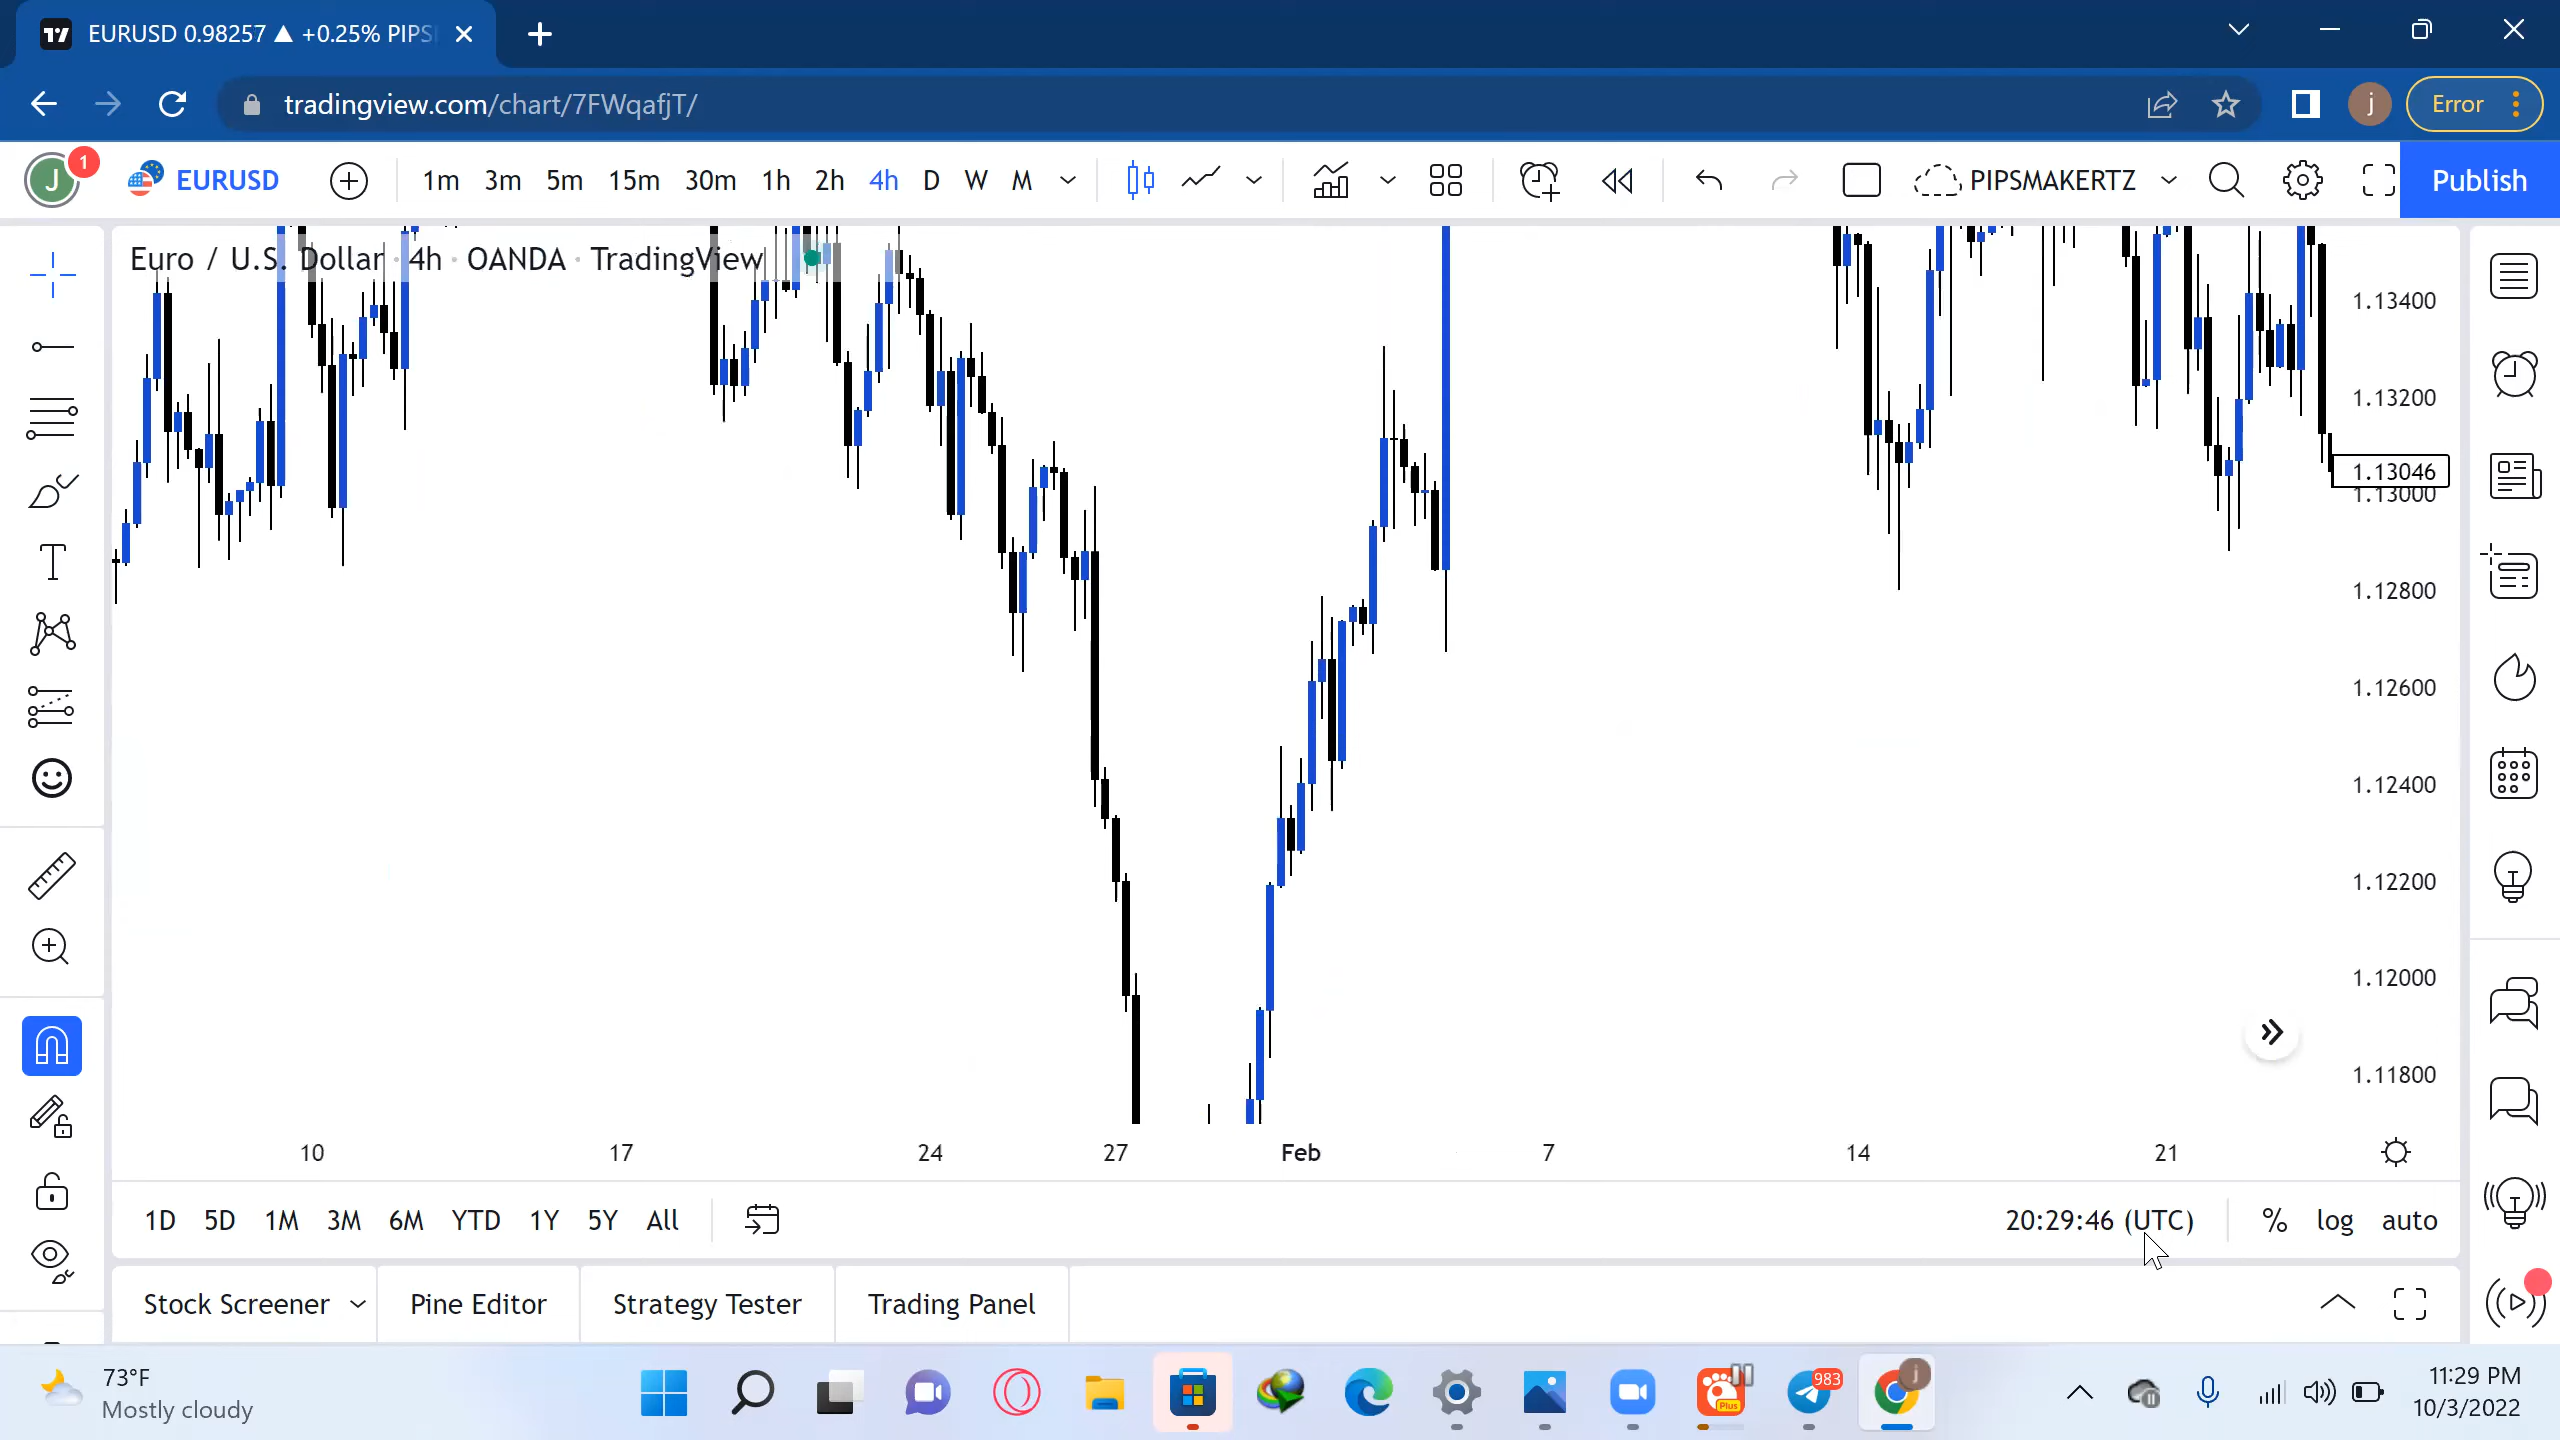 EURUSD 0.98257 ▲ +0.25% PIPS
tradingview.com/chart/7FWqafjT/
j
Error
J
1
EURUSD
1m 3m 5m 15m 30m 1h 2h 4h D W M
PIPSMAKERTZ
Publish
Euro / U.S. Dollar · 4h · OANDA · TradingView
1.13400
1.13200
1.13046
1.13000
1.12800
1.12600
1.12400
1.12200
1.12000
1.11800
10 17 24 27 Feb 7 14 21
1D 5D 1M 3M 6M YTD 1Y 5Y All
20:29:46 (UTC) % log auto
Stock Screener Pine Editor Strategy Tester Trading Panel
73°F
Mostly cloudy
Plus
983
j
11:29 PM
10/3/2022